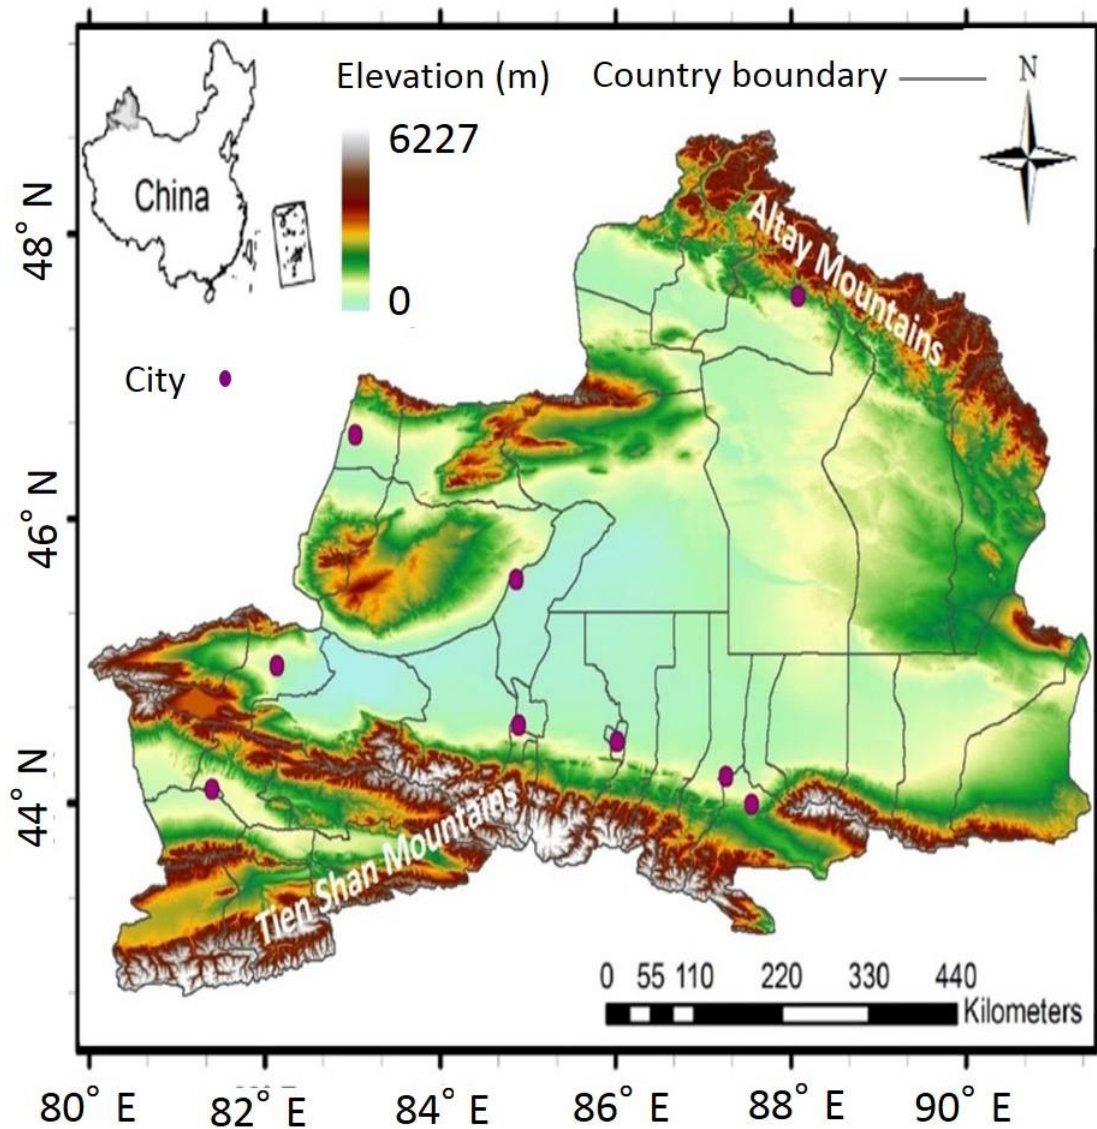 Elevation (m)
Country boundary
N
6227
0
China
City
Altay Mountains
Tien Shan Mountains
48° N
46° N
44° N
0 55 110 220 330 440
Kilometers
80° E 82° E 84° E 86° E 88° E 90° E